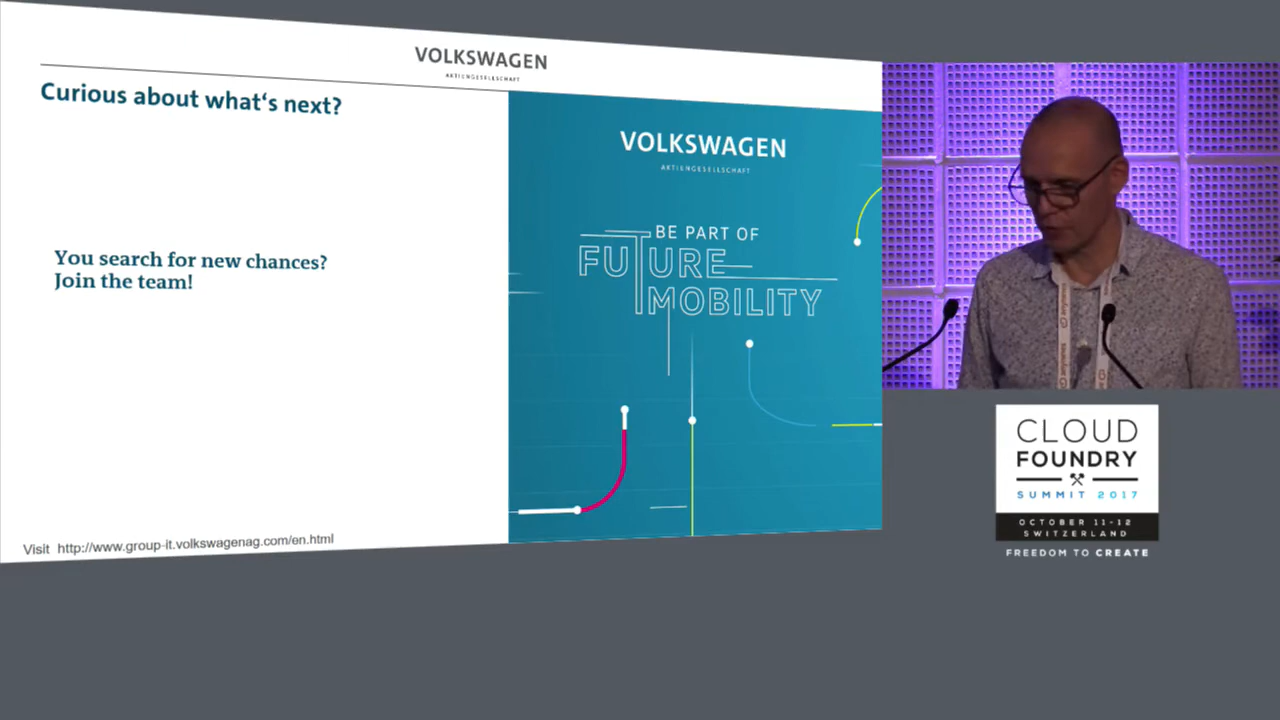 VOLKSWAGEN
AKTIENGESELLSCHAFT
Curious about what‘s next?
You search for new chances?
Join the team!
Visit http://www.group-it.volkswagenag.com/en.html
VOLKSWAGEN
AKTIENGESELLSCHAFT
BE PART OF
FUTURE
MOBILITY
anynines
anynines
CLOUD
FOUNDRY
SUMMIT 2017
OCTOBER 11-12
SWITZERLAND
FREEDOM TO CREATE